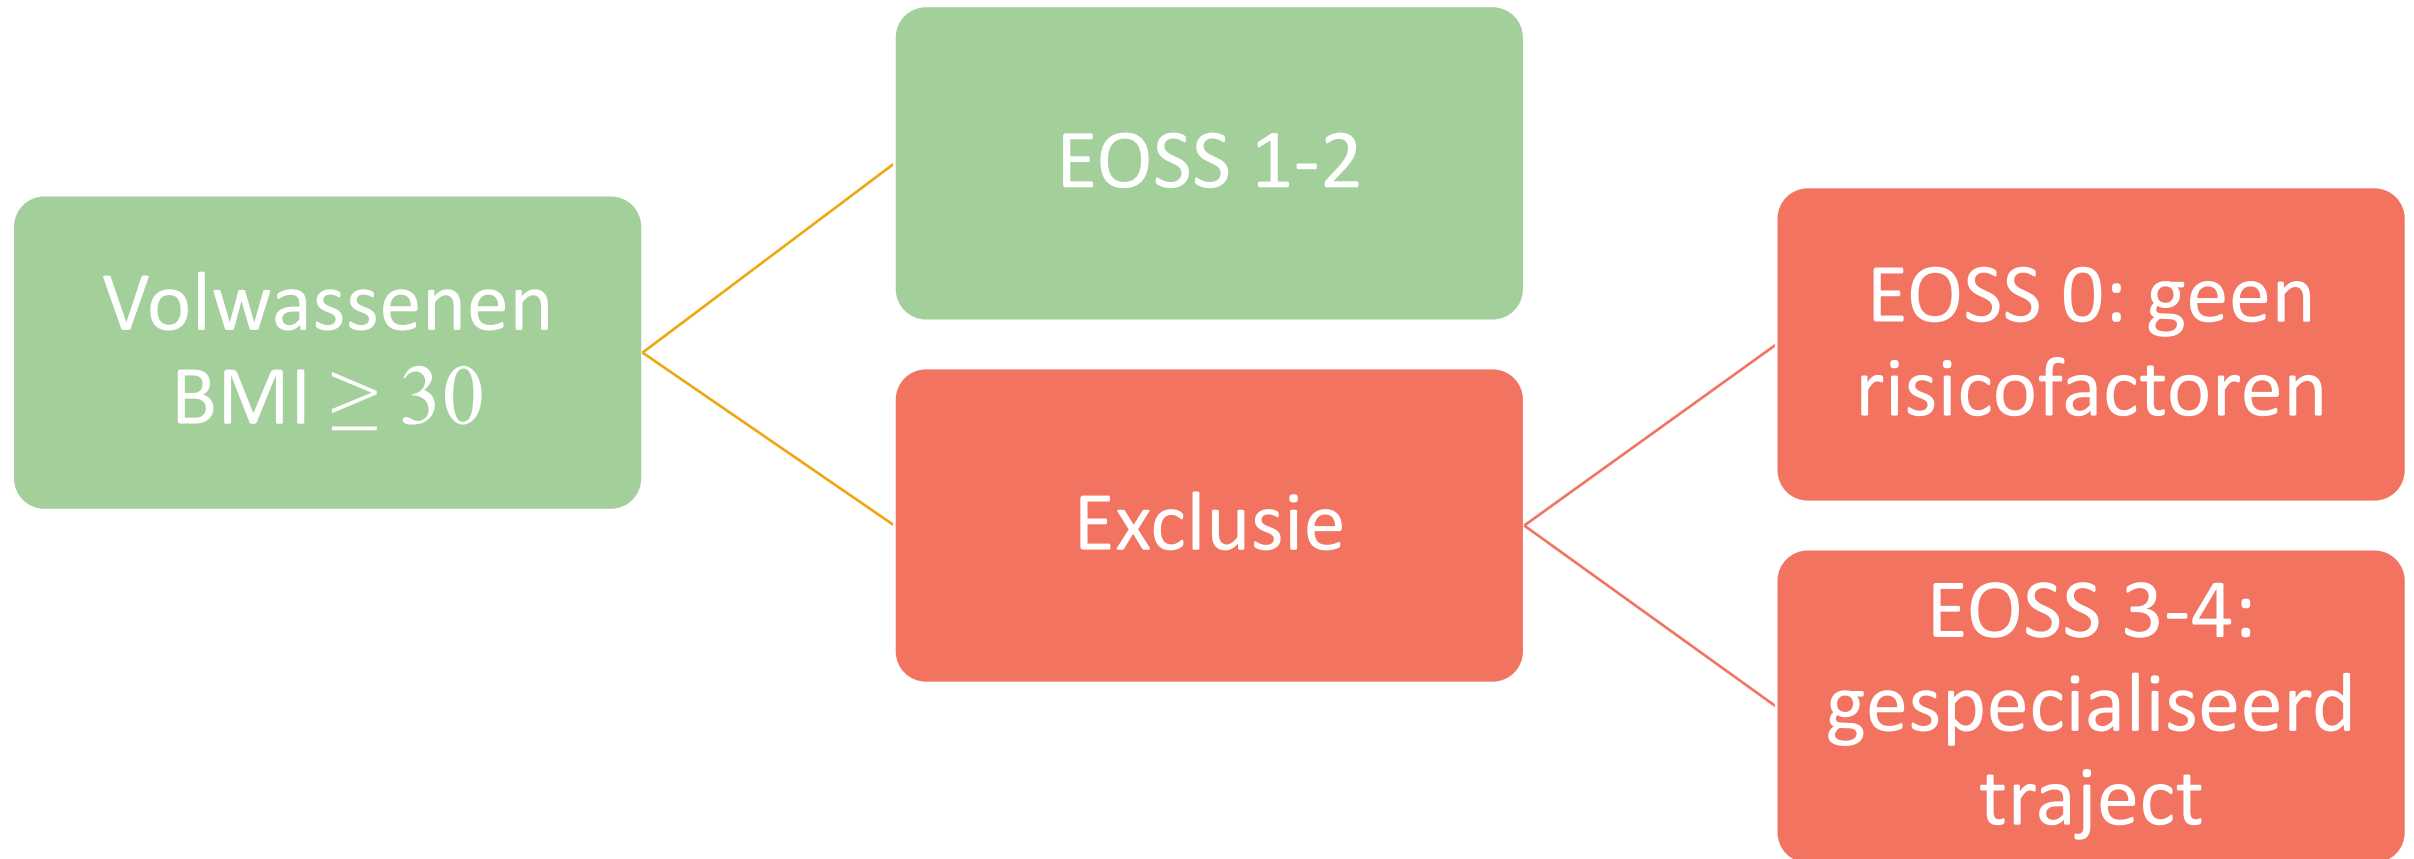 Volwassenen
BMI ≥ 30
EOSS 1-2
Exclusie
EOSS 0: geen
risicofactoren
EOSS 3-4:
gespecialiseerd
traject